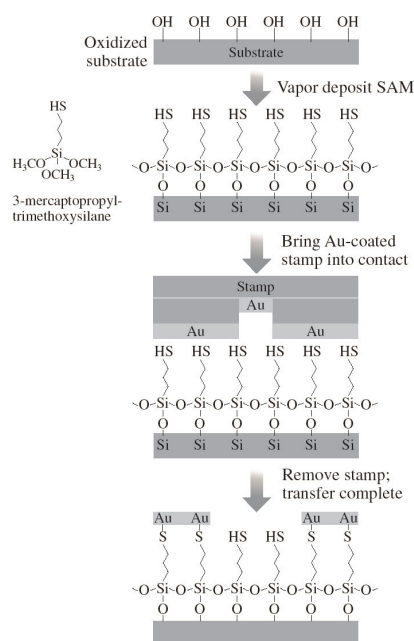 OH OH OH OH OH OH
Oxidized
substrate
Substrate
Vapor deposit SAM
HS
Si
H₃CO OCH₃
OCH₃
3-mercaptopropyl-
trimethoxysilane
HS HS HS HS HS HS
-O-Si-O-Si-O-Si-O-Si-O-Si-O-Si-O-
O O O O O O
Si Si Si Si Si Si
Bring Au-coated
stamp into contact
Stamp
Au
Au Au
HS HS HS HS HS HS
-O-Si-O-Si-O-Si-O-Si-O-Si-O-Si-O-
O O O O O O
Si Si Si Si Si Si
Remove stamp;
transfer complete
Au Au Au Au
S S HS HS S S
-O-Si-O-Si-O-Si-O-Si-O-Si-O-Si-O-
O O O O O O